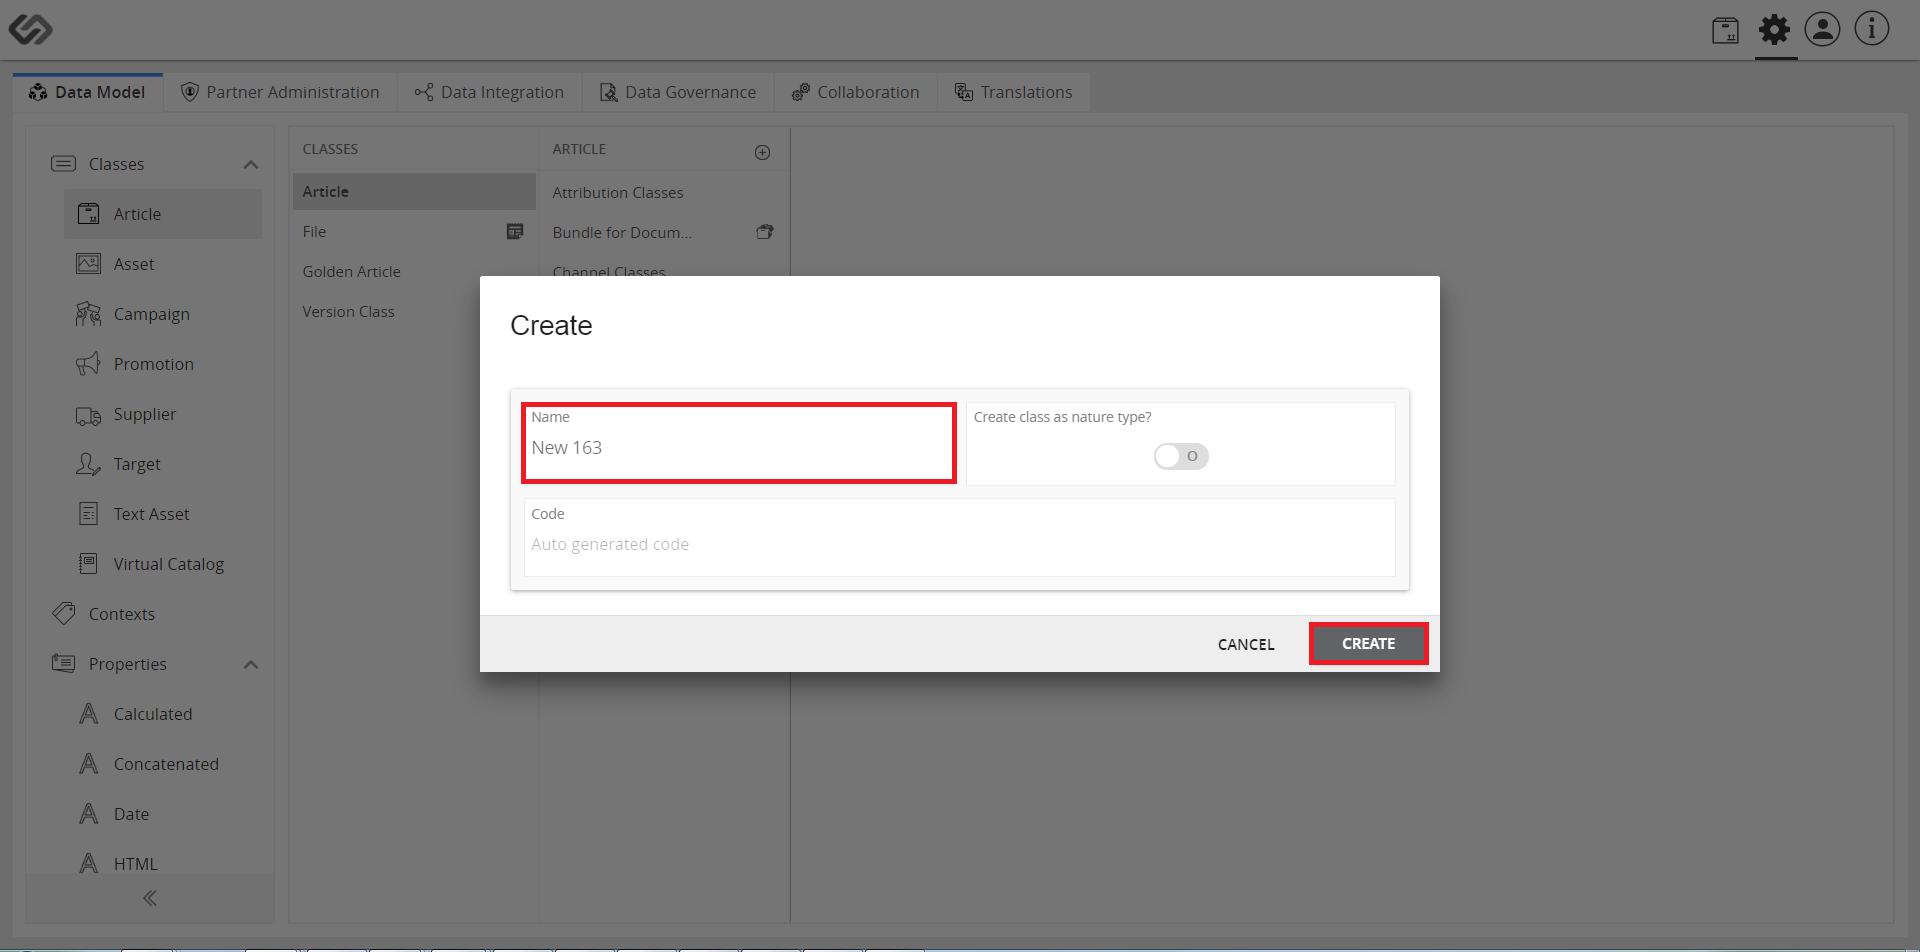 Data Model
Partner Administration
Data Integration
Data Governance
Collaboration
Translations
Classes
Article
Asset
Campaign
Promotion
Supplier
Target
Text Asset
Virtual Catalog
Contexts
Properties
Calculated
Concatenated
Date
HTML
CLASSES
Article
File
Golden Article
Version Class
ARTICLE
Attribution Classes
Bundle for Docum...
Channel Classes
Create
Name
New 163
Create class as nature type?
O
Code
Auto generated code
CANCEL
CREATE